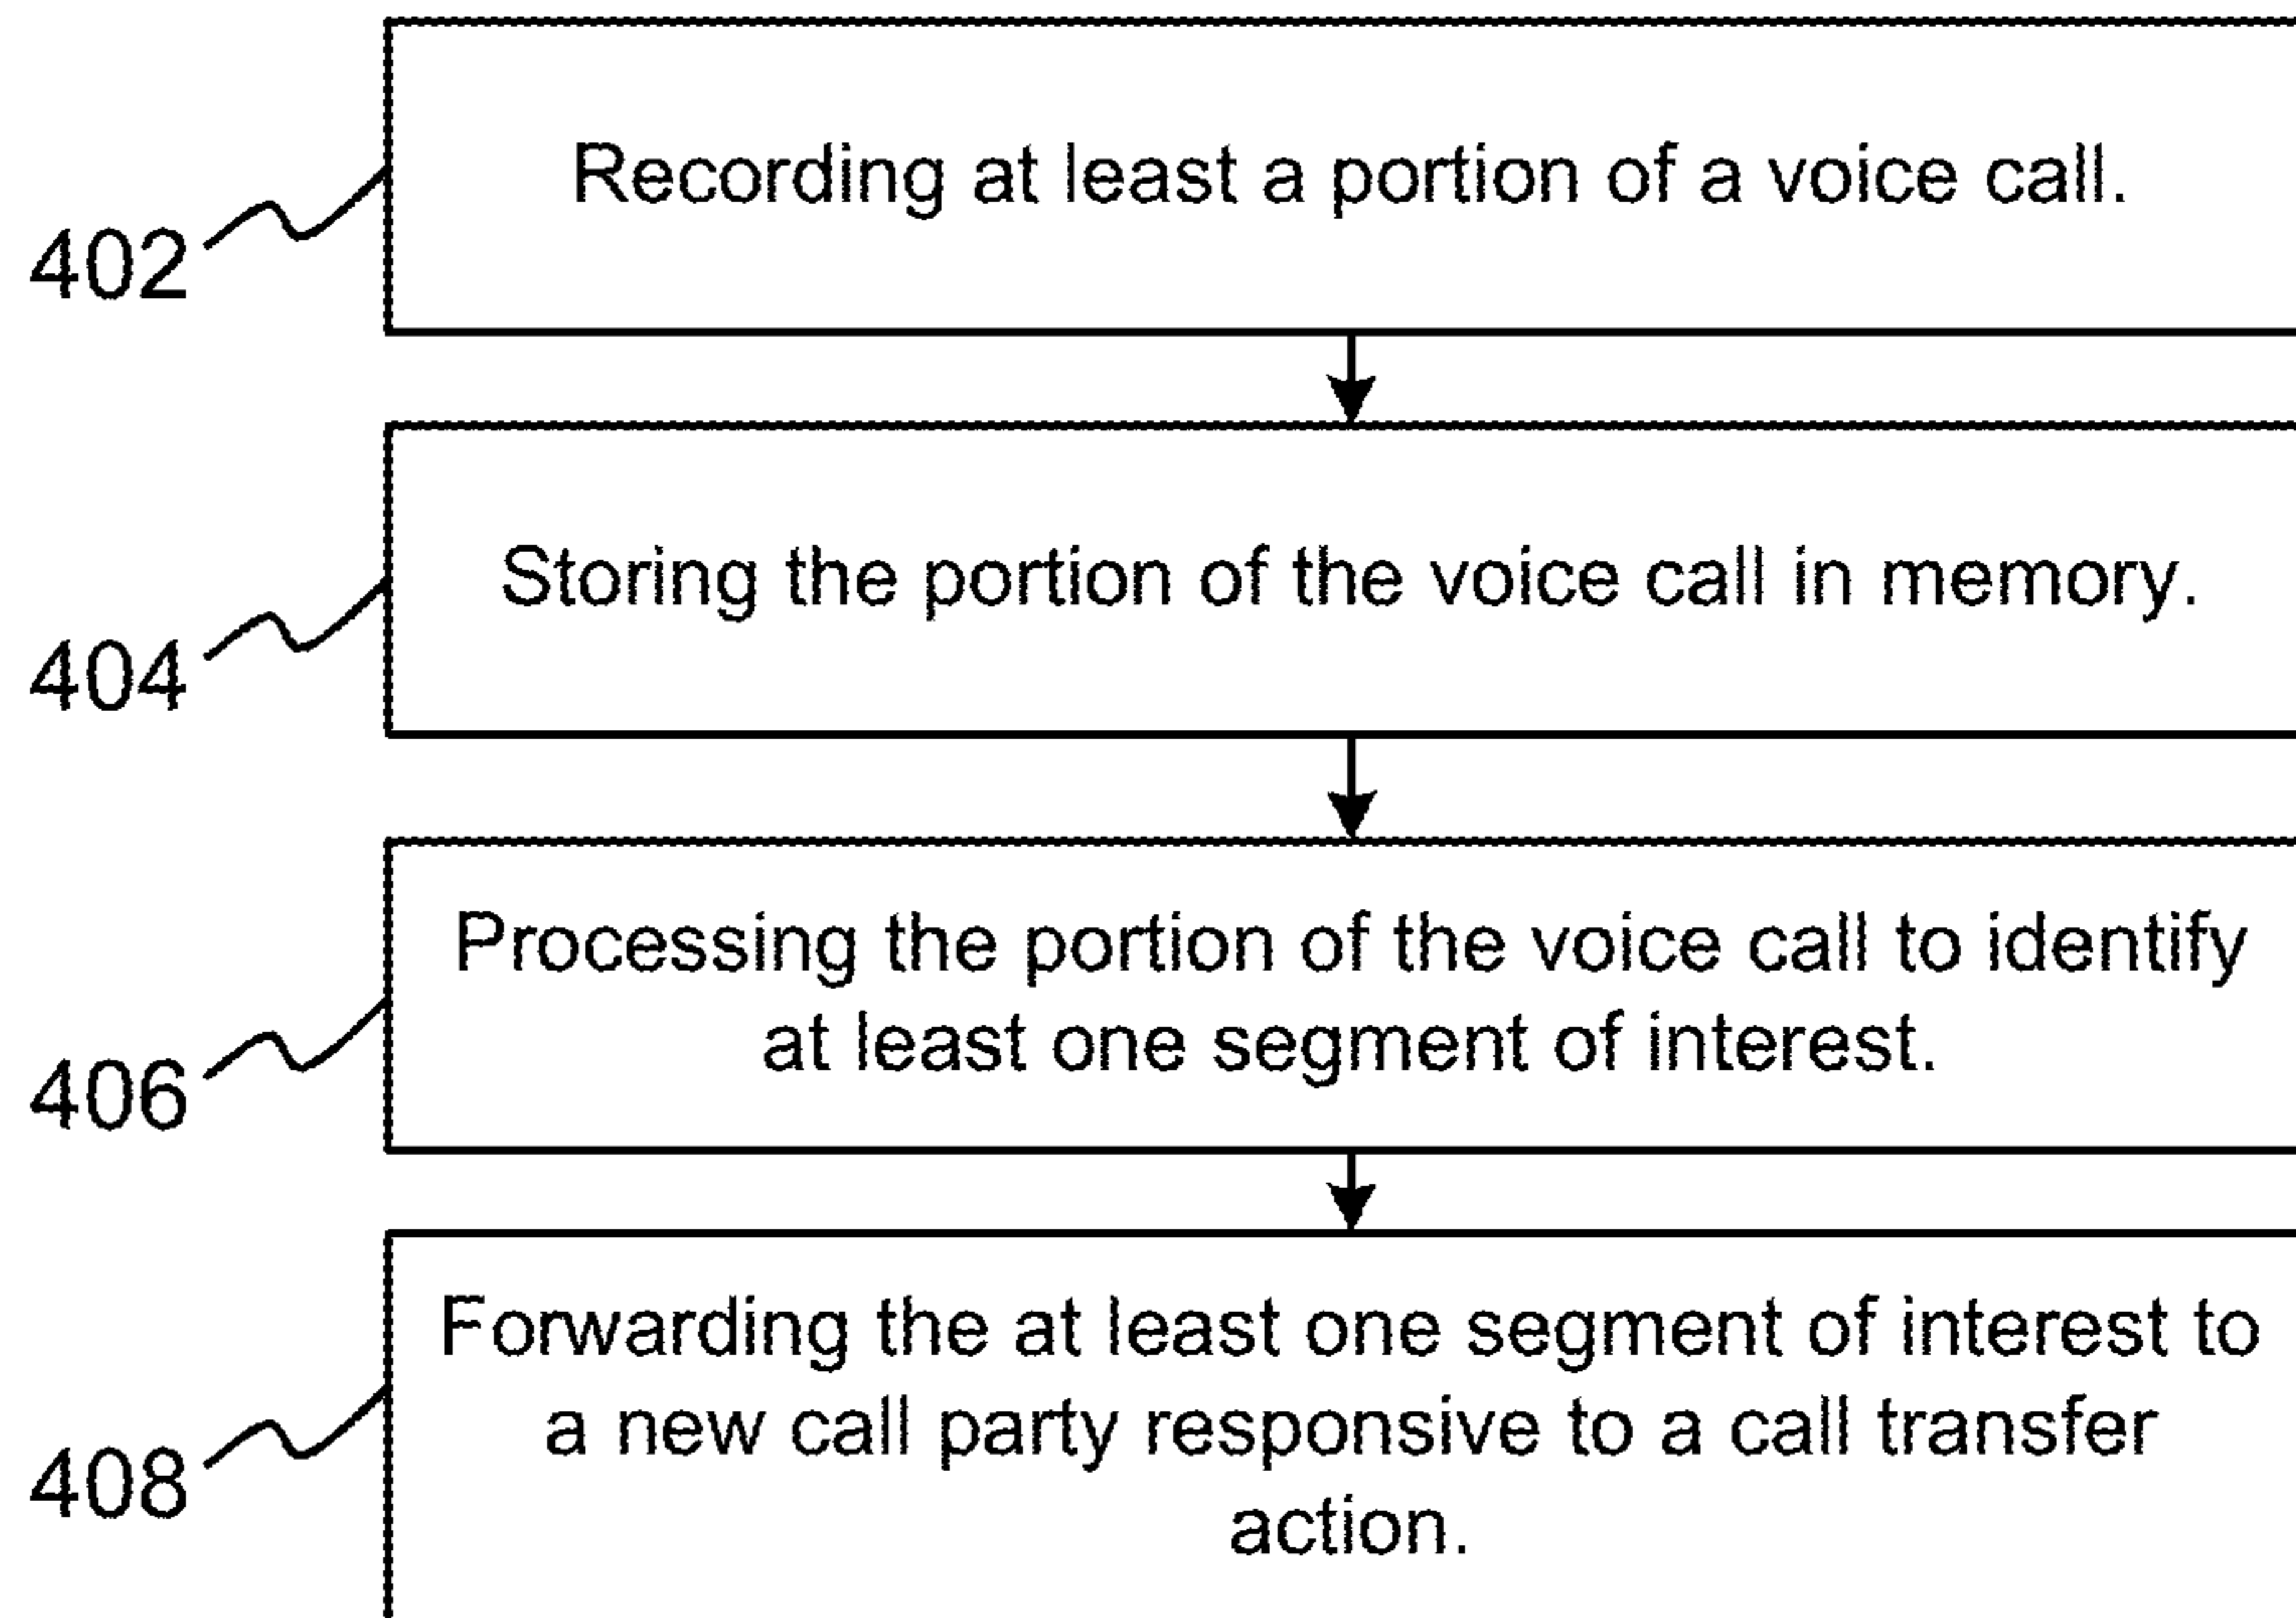 Recording at least a portion of a voice call.
402
Storing the portion of the voice call in memory.
404
Processing the portion of the voice call to identify
at least one segment of interest.
406
Forwarding the at least one segment of interest to
a new call party responsive to a call transfer
action.
408